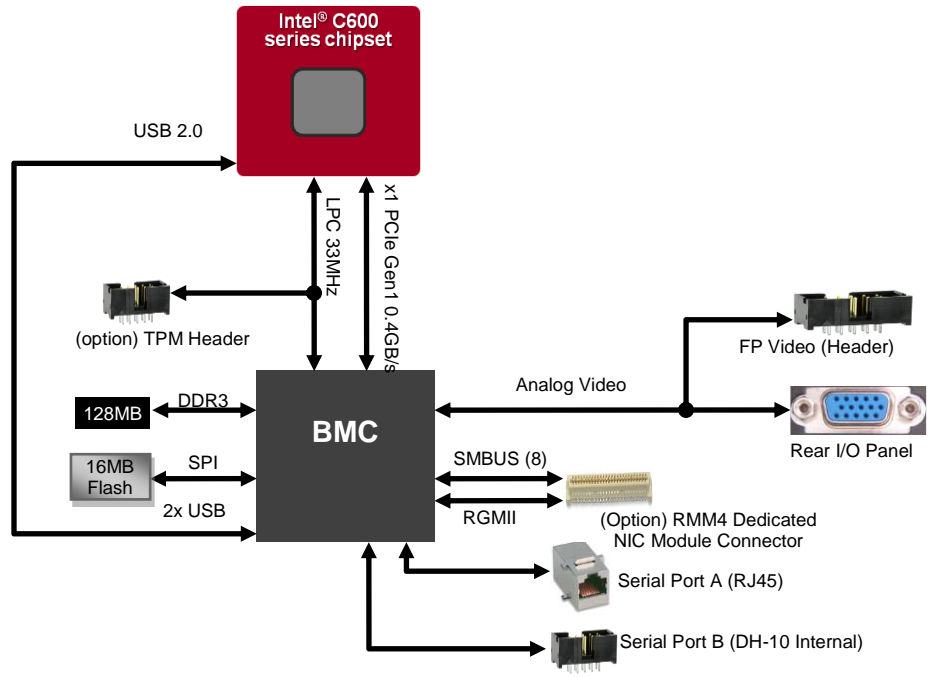 Intel® C600
series chipset
USB 2.0
LPC 33MHz
x1 PCIe Gen1 0.4GB/s
(option) TPM Header
FP Video (Header)
Analog Video
128MB
DDR3
BMC
Rear I/O Panel
16MB
Flash
SPI
SMBUS (8)
2x USB
RGMII
(Option) RMM4 Dedicated
NIC Module Connector
Serial Port A (RJ45)
Serial Port B (DH-10 Internal)